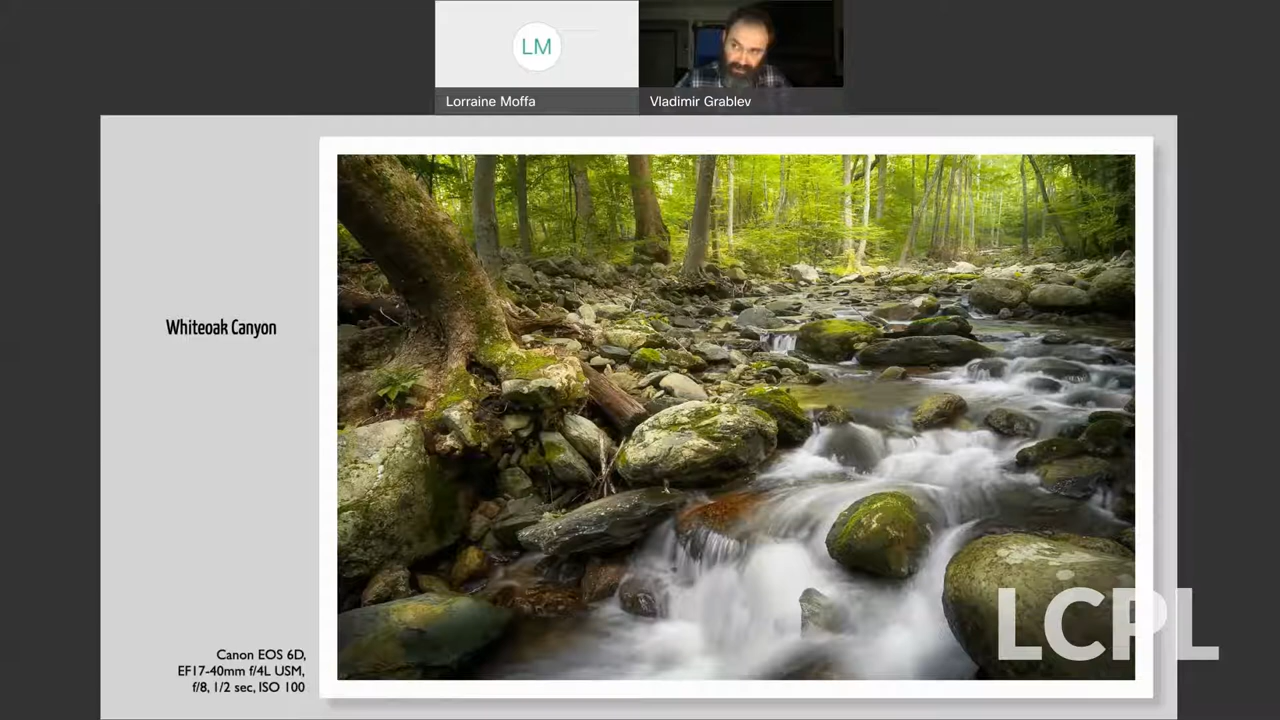 LM
Lorraine Moffa
Vladimir Grablev
Whiteoak Canyon
Canon EOS 6D,
EF17-40mm f/4L USM,
f/8, 1/2 sec, ISO 100
LCPL